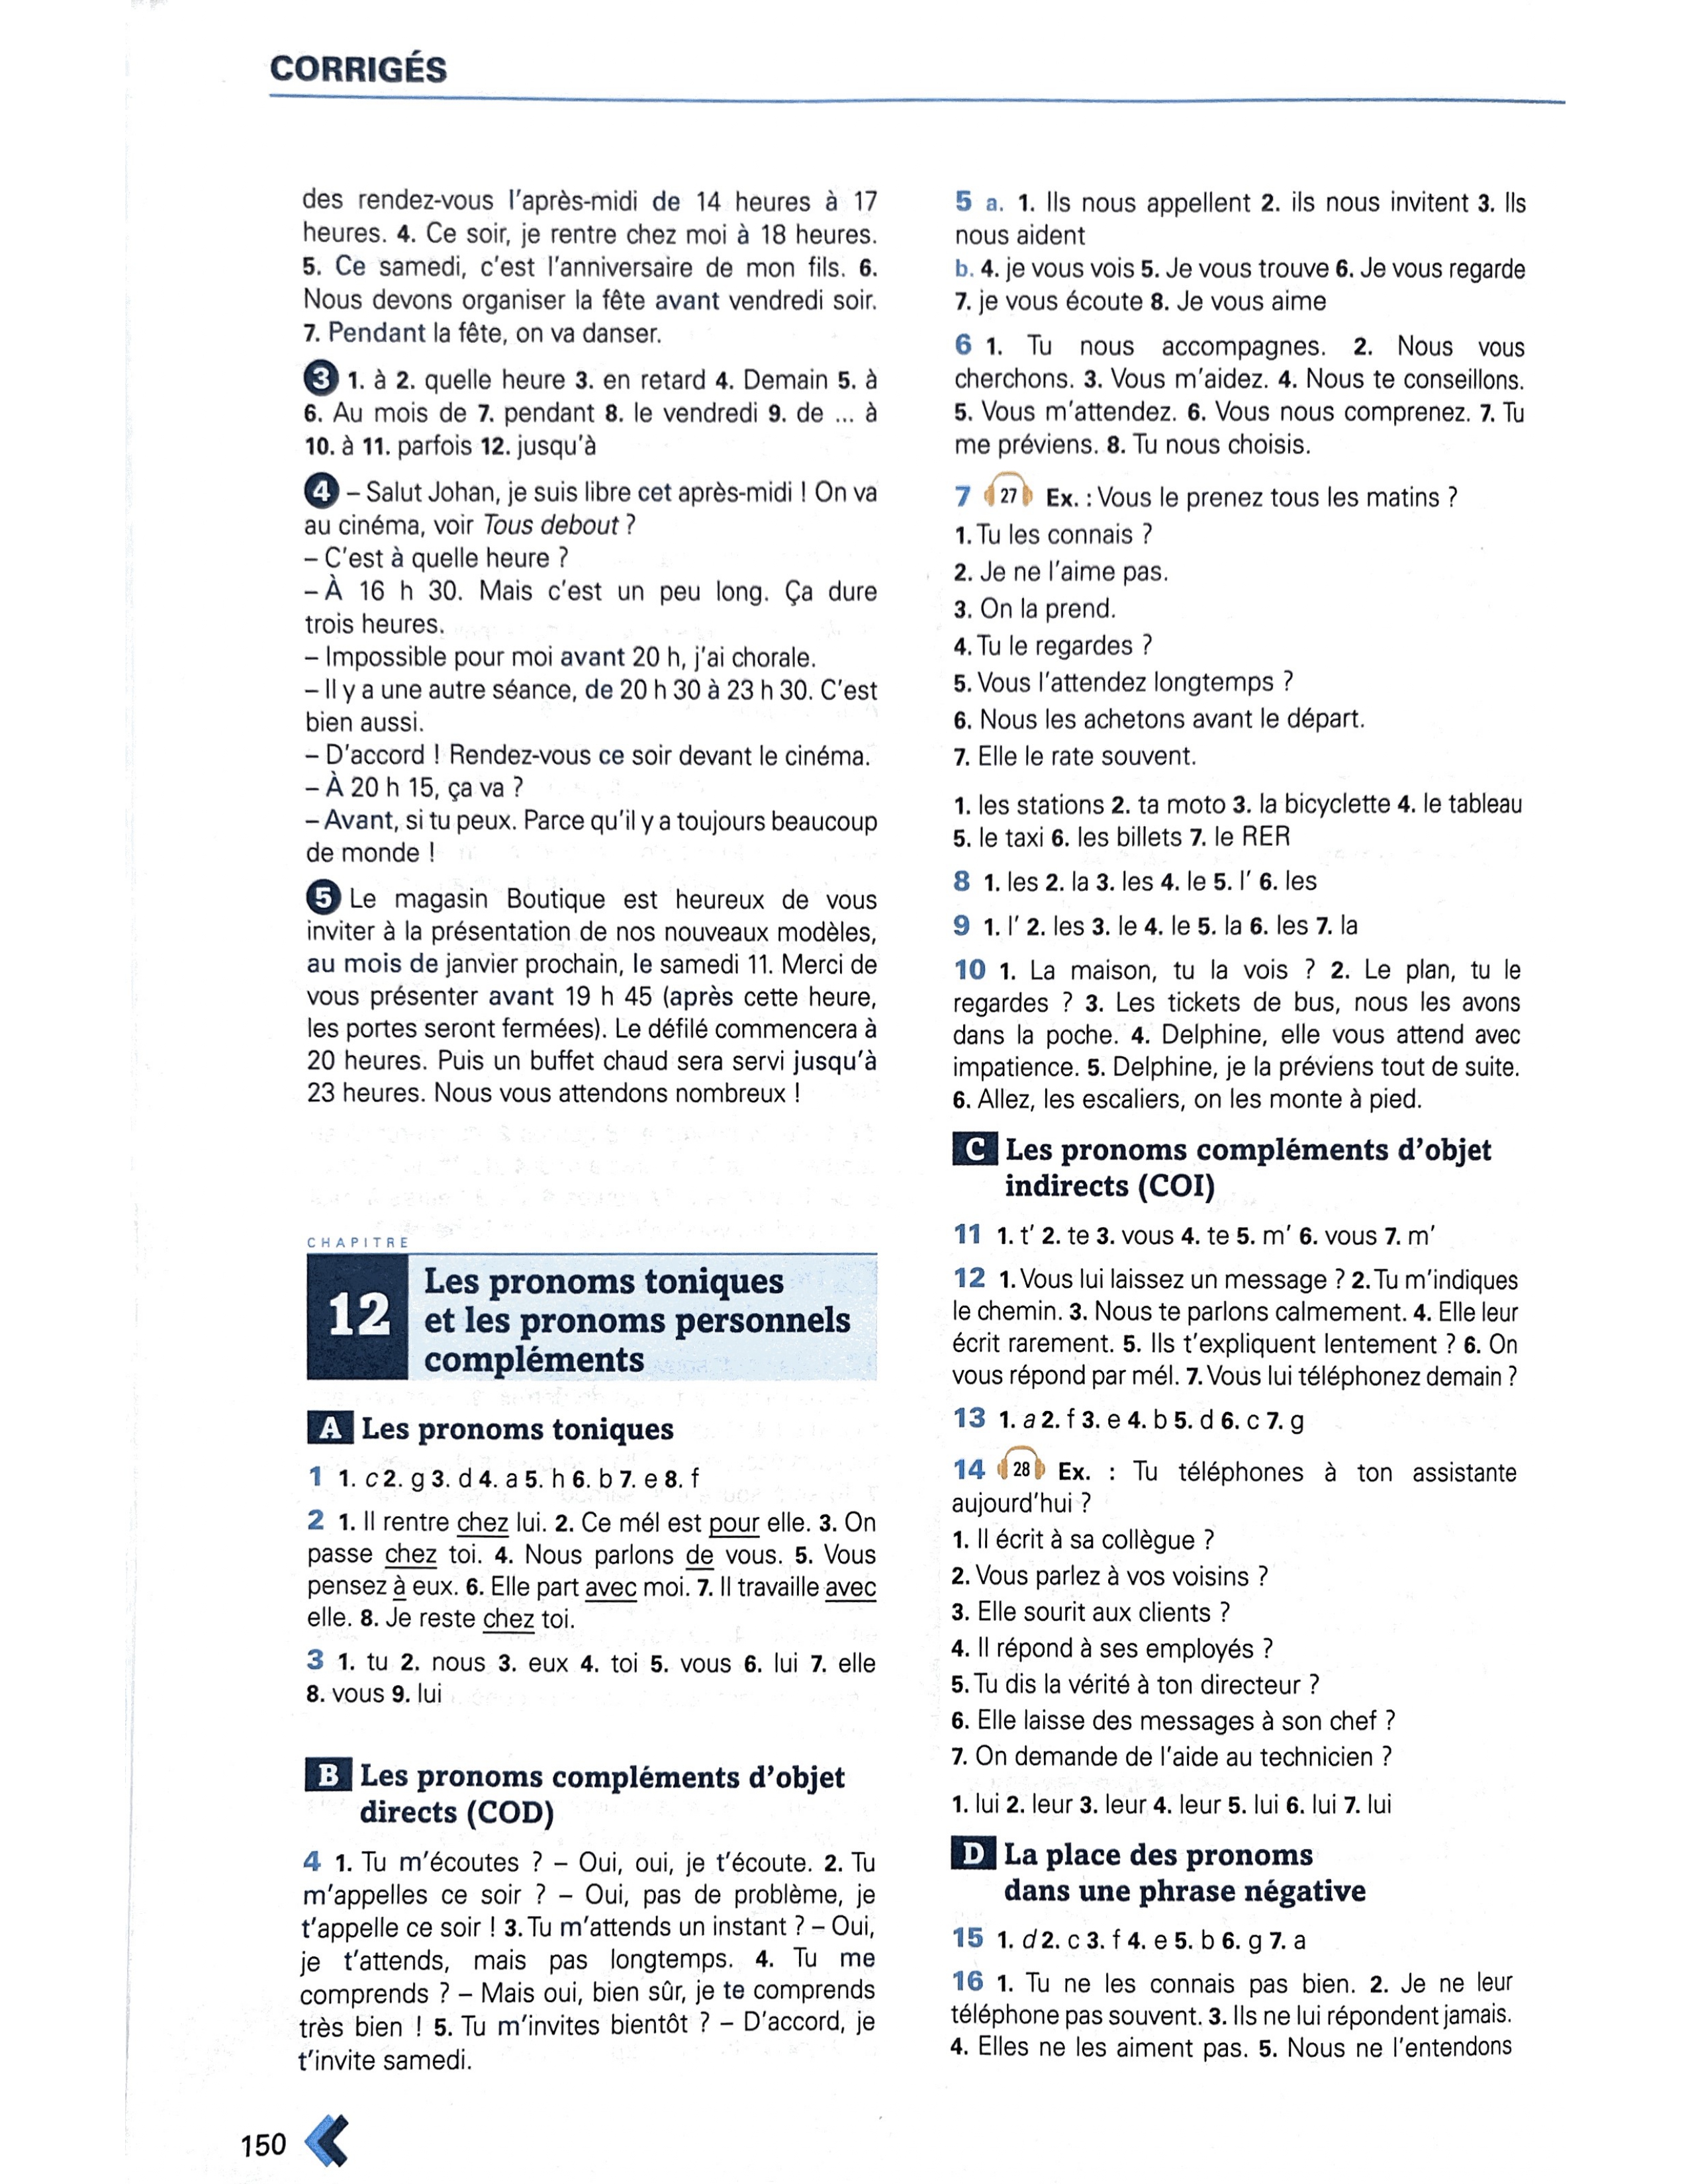 CORRIGÉS
des rendez-vous l'après-midi de 14 heures à 17
heures. 4. Ce soir, je rentre chez moi à 18 heures.
5. Ce samedi, c'est l'anniversaire de mon fils. 6.
Nous devons organiser la fête avant vendredi soir.
7. Pendant la fête, on va danser.
3 1. à 2. quelle heure 3. en retard 4. Demain 5. à
6. Au mois de 7. pendant 8. le vendredi 9. de ... à
10. à 11. parfois 12. jusqu'à
4 – Salut Johan, je suis libre cet après-midi ! On va
au cinéma, voir Tous debout ?
– C'est à quelle heure ?
– À 16 h 30. Mais c'est un peu long. Ça dure
trois heures.
– Impossible pour moi avant 20 h, j'ai chorale.
– Il y a une autre séance, de 20 h 30 à 23 h 30. C'est
bien aussi.
– D'accord ! Rendez-vous ce soir devant le cinéma.
– À 20 h 15, ça va ?
– Avant, si tu peux. Parce qu'il y a toujours beaucoup
de monde !
5 Le magasin Boutique est heureux de vous
inviter à la présentation de nos nouveaux modèles,
au mois de janvier prochain, le samedi 11. Merci de
vous présenter avant 19 h 45 (après cette heure,
les portes seront fermées). Le défilé commencera à
20 heures. Puis un buffet chaud sera servi jusqu'à
23 heures. Nous vous attendons nombreux !
CHAPITRE
12
Les pronoms toniques
et les pronoms personnels
compléments
A Les pronoms toniques
1 1. c 2. g 3. d 4. a 5. h 6. b 7. e 8. f
2 1. Il rentre chez lui. 2. Ce mél est pour elle. 3. On
passe chez toi. 4. Nous parlons de vous. 5. Vous
pensez à eux. 6. Elle part avec moi. 7. Il travaille avec
elle. 8. Je reste chez toi.
3 1. tu 2. nous 3. eux 4. toi 5. vous 6. lui 7. elle
8. vous 9. lui
B Les pronoms compléments d'objet
directs (COD)
4 1. Tu m'écoutes ? – Oui, oui, je t'écoute. 2. Tu
m'appelles ce soir ? – Oui, pas de problème, je
t'appelle ce soir ! 3. Tu m'attends un instant ? – Oui,
je t'attends, mais pas longtemps. 4. Tu me
comprends ? – Mais oui, bien sûr, je te comprends
très bien ! 5. Tu m'invites bientôt ? – D'accord, je
t'invite samedi.
5 a. 1. Ils nous appellent 2. ils nous invitent 3. Ils
nous aident
b. 4. je vous vois 5. Je vous trouve 6. Je vous regarde
7. je vous écoute 8. Je vous aime
6 1. Tu nous accompagnes. 2. Nous vous
cherchons. 3. Vous m'aidez. 4. Nous te conseillons.
5. Vous m'attendez. 6. Vous nous comprenez. 7. Tu
me préviens. 8. Tu nous choisis.
7 27 Ex. : Vous le prenez tous les matins ?
1. Tu les connais ?
2. Je ne l'aime pas.
3. On la prend.
4. Tu le regardes ?
5. Vous l'attendez longtemps ?
6. Nous les achetons avant le départ.
7. Elle le rate souvent.
1. les stations 2. ta moto 3. la bicyclette 4. le tableau
5. le taxi 6. les billets 7. le RER
8 1. les 2. la 3. les 4. le 5. l' 6. les
9 1. l' 2. les 3. le 4. le 5. la 6. les 7. la
10 1. La maison, tu la vois ? 2. Le plan, tu le
regardes ? 3. Les tickets de bus, nous les avons
dans la poche. 4. Delphine, elle vous attend avec
impatience. 5. Delphine, je la préviens tout de suite.
6. Allez, les escaliers, on les monte à pied.
C Les pronoms compléments d'objet
indirects (COI)
11 1. t' 2. te 3. vous 4. te 5. m' 6. vous 7. m'
12 1. Vous lui laissez un message ? 2. Tu m'indiques
le chemin. 3. Nous te parlons calmement. 4. Elle leur
écrit rarement. 5. Ils t'expliquent lentement ? 6. On
vous répond par mél. 7. Vous lui téléphonez demain ?
13 1. a 2. f 3. e 4. b 5. d 6. c 7. g
14 28 Ex. : Tu téléphones à ton assistante
aujourd'hui ?
1. Il écrit à sa collègue ?
2. Vous parlez à vos voisins ?
3. Elle sourit aux clients ?
4. Il répond à ses employés ?
5. Tu dis la vérité à ton directeur ?
6. Elle laisse des messages à son chef ?
7. On demande de l'aide au technicien ?
1. lui 2. leur 3. leur 4. leur 5. lui 6. lui 7. lui
D La place des pronoms
dans une phrase négative
15 1. d 2. c 3. f 4. e 5. b 6. g 7. a
16 1. Tu ne les connais pas bien. 2. Je ne leur
téléphone pas souvent. 3. Ils ne lui répondent jamais.
4. Elles ne les aiment pas. 5. Nous ne l'entendons
150